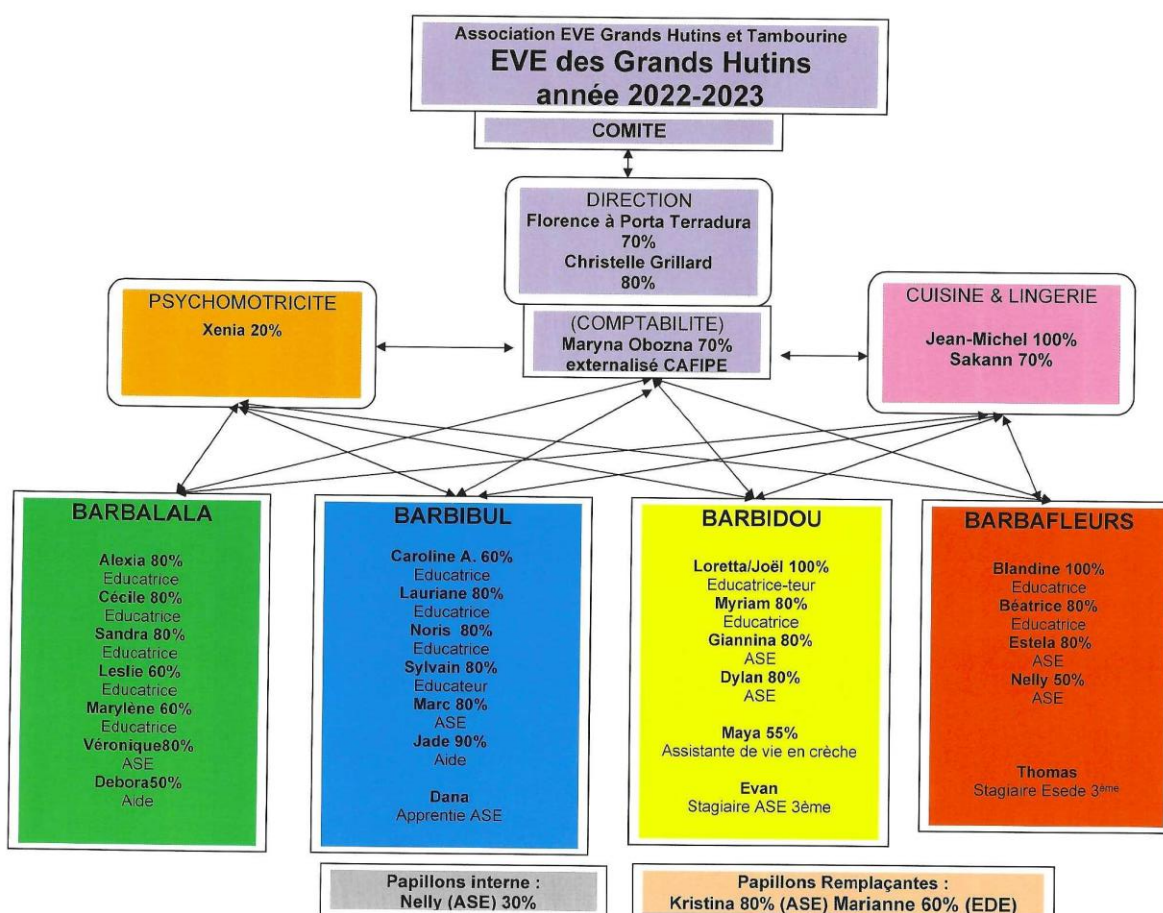 Association EVE Grands Hutins et Tambourine
EVE des Grands Hutins
année 2022-2023
COMITE
DIRECTION
Florence à Porta Terradura
70%
Christelle Grillard
80%
PSYCHOMOTRICITE
Xenia 20%
(COMPTABILITE)
Maryna Obozna 70%
externalisé CAFIPE
CUISINE & LINGERIE
Jean-Michel 100%
Sakann 70%
BARBALALA
Alexia 80%
Educatrice
Cécile 80%
Educatrice
Sandra 80%
Educatrice
Leslie 60%
Educatrice
Marylène 60%
Educatrice
Véronique80%
ASE
Debora50%
Aide
BARBIBUL
Caroline A. 60%
Educatrice
Lauriane 80%
Educatrice
Noris 80%
Educatrice
Sylvain 80%
Educateur
Marc 80%
ASE
Jade 90%
Aide
Dana
Apprentie ASE
BARBIDOU
Loretta/Joël 100%
Educatrice-teur
Myriam 80%
Educatrice
Giannina 80%
ASE
Dylan 80%
ASE
Maya 55%
Assistante de vie en crèche
Evan
Stagiaire ASE 3ème
BARBAFLEURS
Blandine 100%
Educatrice
Béatrice 80%
Educatrice
Estela 80%
ASE
Nelly 50%
ASE
Thomas
Stagiaire Esede 3ème
Papillons interne :
Nelly (ASE) 30%
Papillons Remplaçantes :
Kristina 80% (ASE) Marianne 60% (EDE)